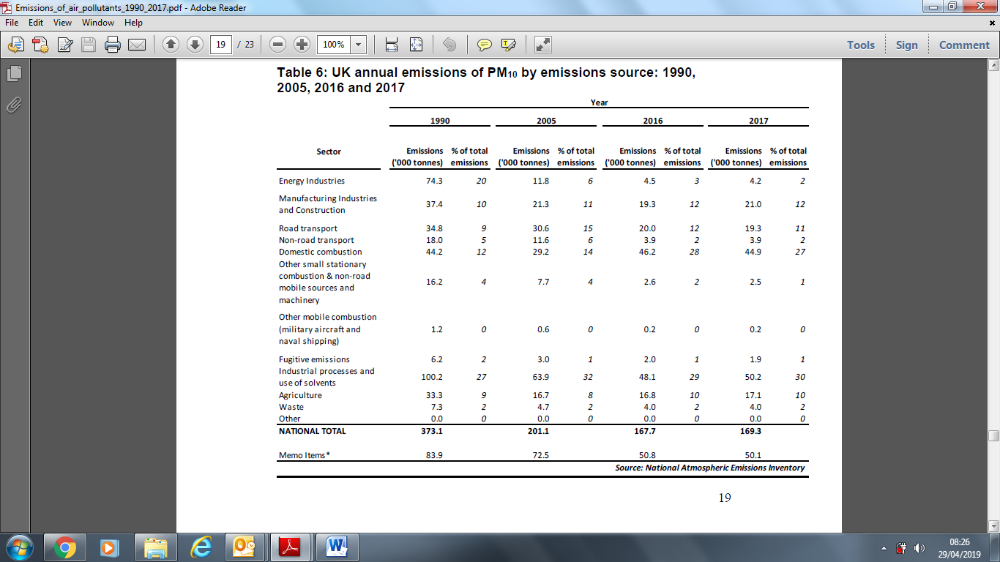 Emissions_of_air_pollutants_1990_2017.pdf - Adobe Reader
File Edit View Window Help
19 / 23 100% Tools Sign Comment
Table 6: UK annual emissions of PM10 by emissions source: 1990,
2005, 2016 and 2017
Year
1990 2005 2016 2017
Sector
Emissions % of total Emissions % of total Emissions % of total Emissions % of total
('000 tonnes) emissions ('000 tonnes) emissions ('000 tonnes) emissions ('000 tonnes) emissions
Energy Industries 74.3 20 11.8 6 4.5 3 4.2 2
Manufacturing Industries
and Construction
37.4 10 21.3 11 19.3 12 21.0 12
Road transport 34.8 9 30.6 15 20.0 12 19.3 11
Non-road transport 18.0 5 11.6 6 3.9 2 3.9 2
Domestic combustion 44.2 12 29.2 14 46.2 28 44.9 27
Other small stationary
combustion & non-road
mobile sources and
machinery
16.2 4 7.7 4 2.6 2 2.5 1
Other mobile combustion
(military aircraft and
naval shipping)
1.2 0 0.6 0 0.2 0 0.2 0
Fugitive emissions 6.2 2 3.0 1 2.0 1 1.9 1
Industrial processes and
use of solvents
100.2 27 63.9 32 48.1 29 50.2 30
Agriculture 33.3 9 16.7 8 16.8 10 17.1 10
Waste 7.3 2 4.7 2 4.0 2 4.0 2
Other 0.0 0 0.0 0 0.0 0 0.0 0
NATIONAL TOTAL 373.1 201.1 167.7 169.3
Memo Items* 83.9 72.5 50.8 50.1
Source: National Atmospheric Emissions Inventory
19
08:26
29/04/2019